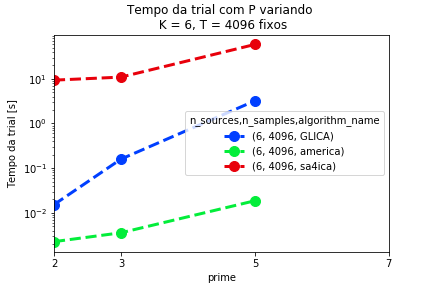 Tempo da trial com P variando
K = 6, T = 4096 fixos
Tempo da trial [s]
10¹
10⁰
10⁻¹
10⁻²
n_sources,n_samples,algorithm_name
(6, 4096, GLICA)
(6, 4096, america)
(6, 4096, sa4ica)
2
3
5
7
prime